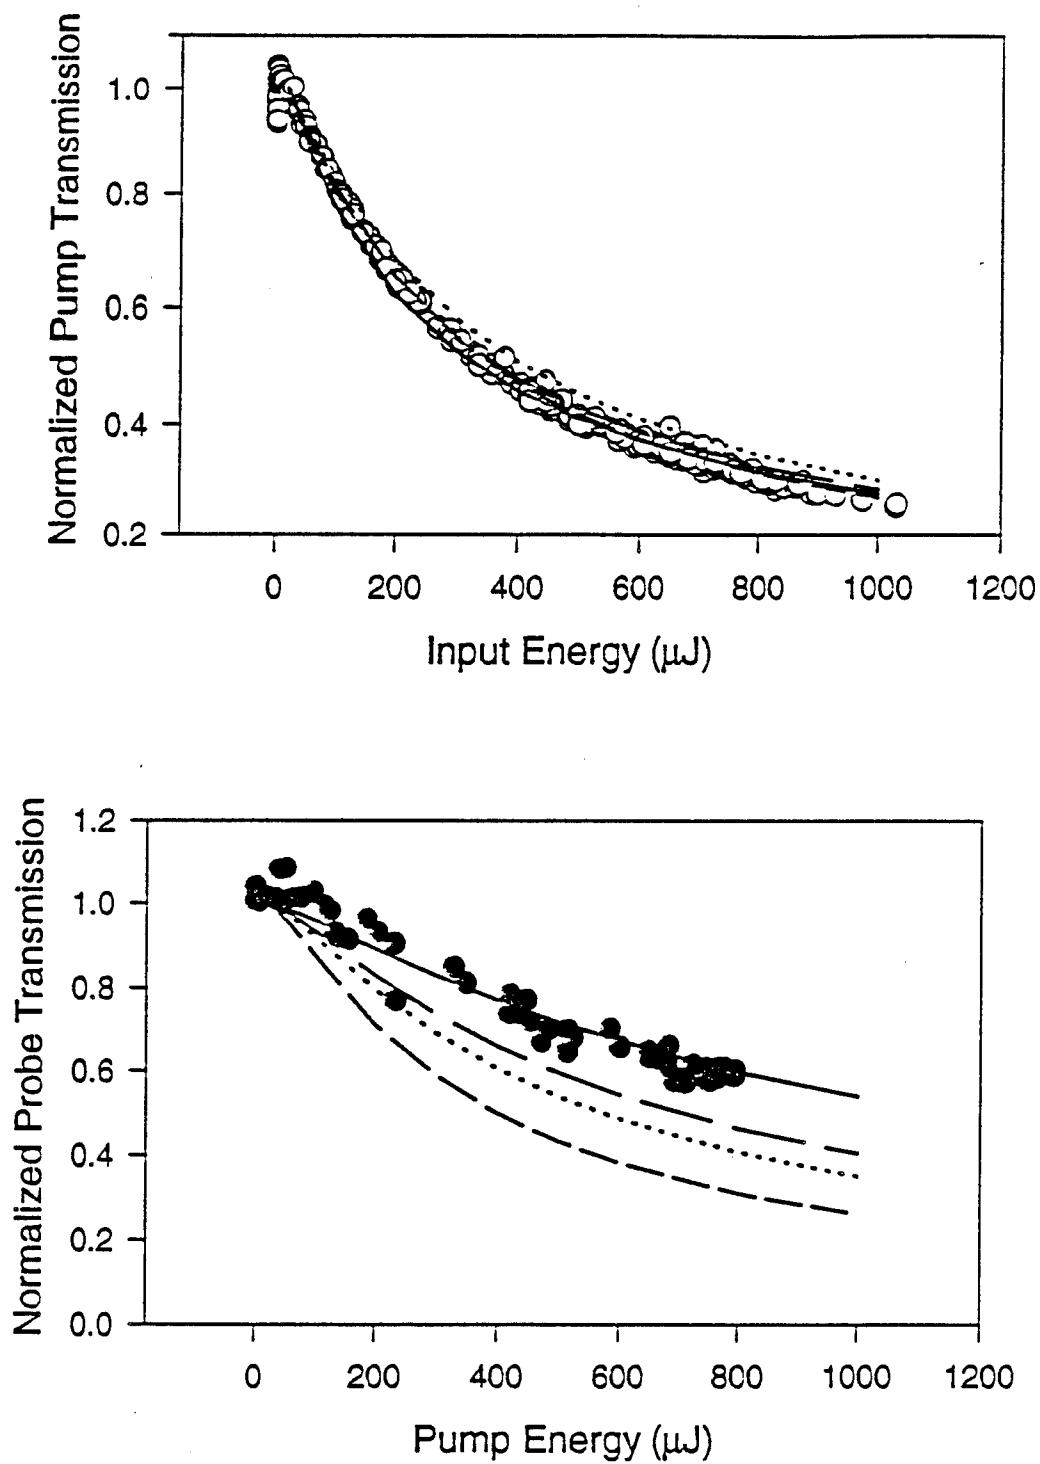 Normalized Pump Transmission
1.0
0.8
0.6
0.4
0.2
0 200 400 600 800 1000 1200
Input Energy (μJ)
Normalized Probe Transmission
1.2
1.0
0.8
0.6
0.4
0.2
0.0
0 200 400 600 800 1000 1200
Pump Energy (μJ)